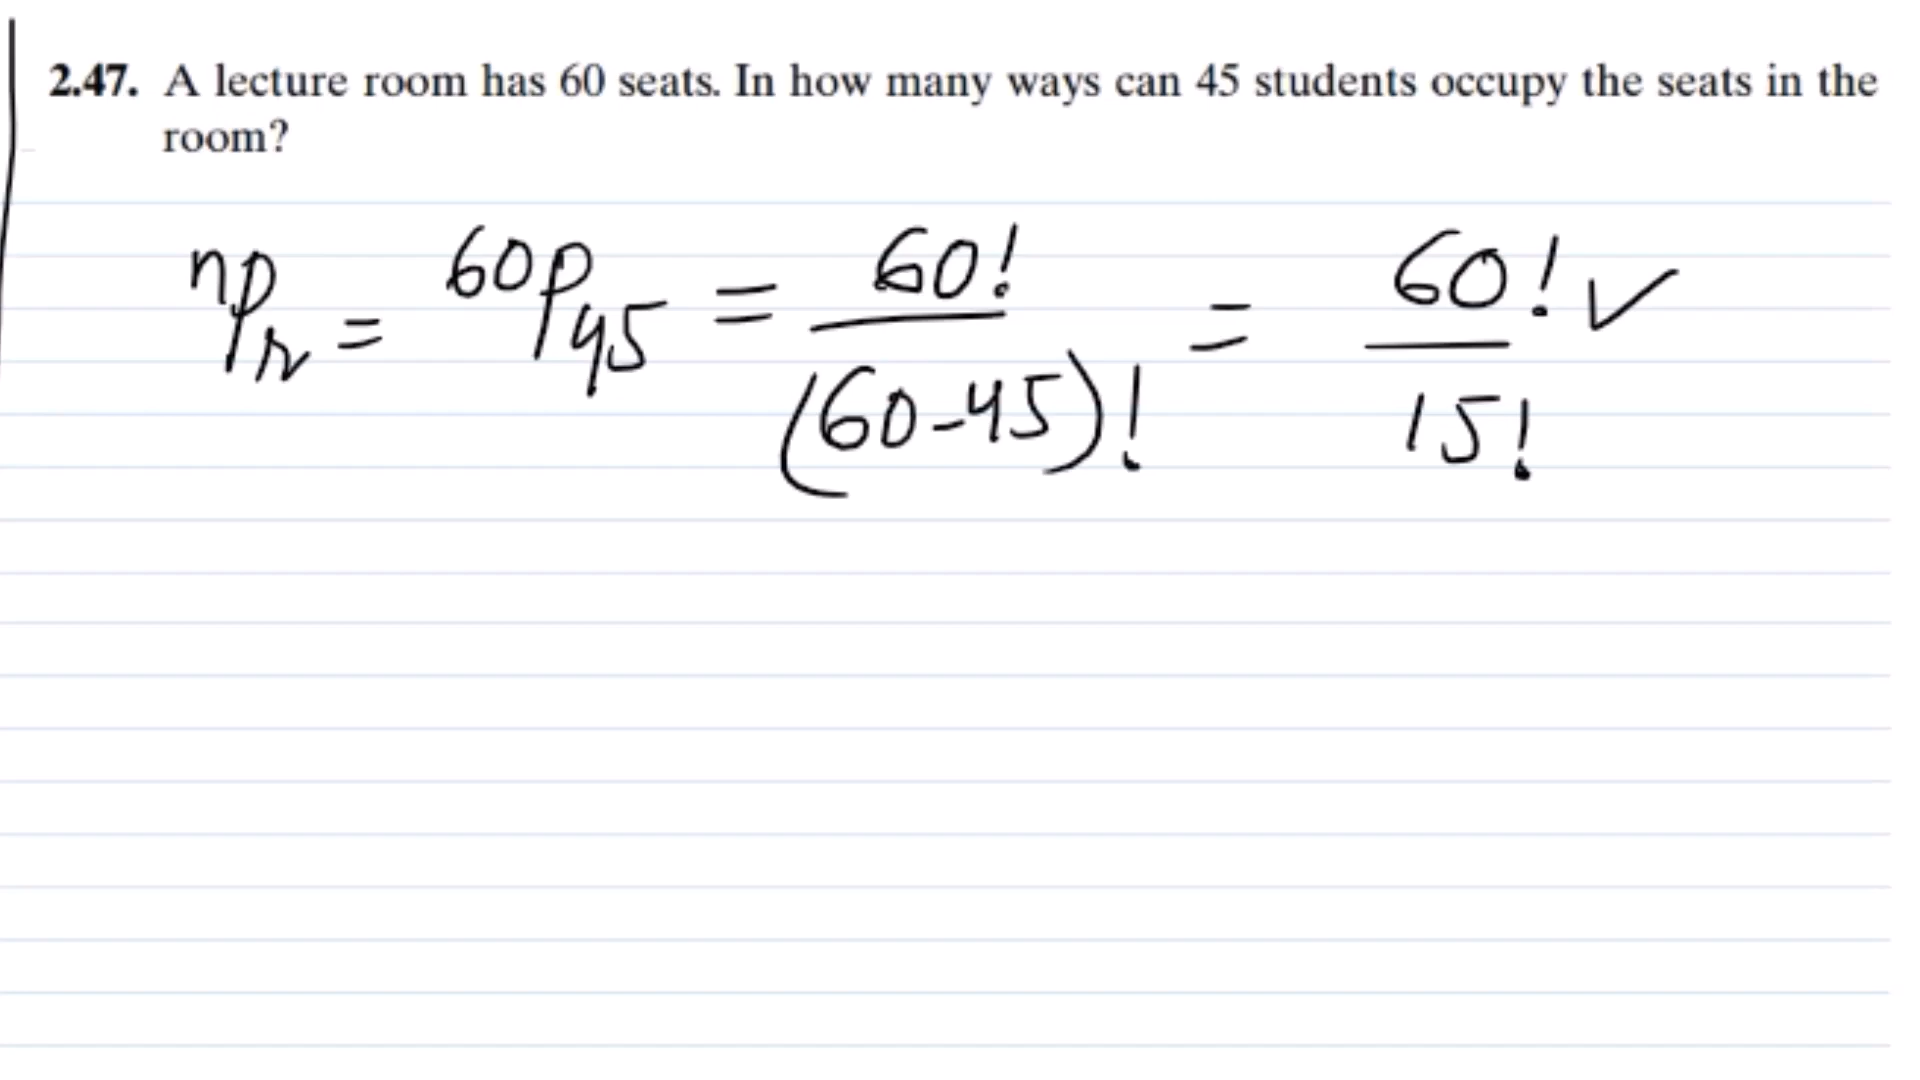 2.47. A lecture room has 60 seats. In how many ways can 45 students occupy the seats in the
room?
nPr = 60P45 = 60! / (60-45)! = 60! / 15! ✓